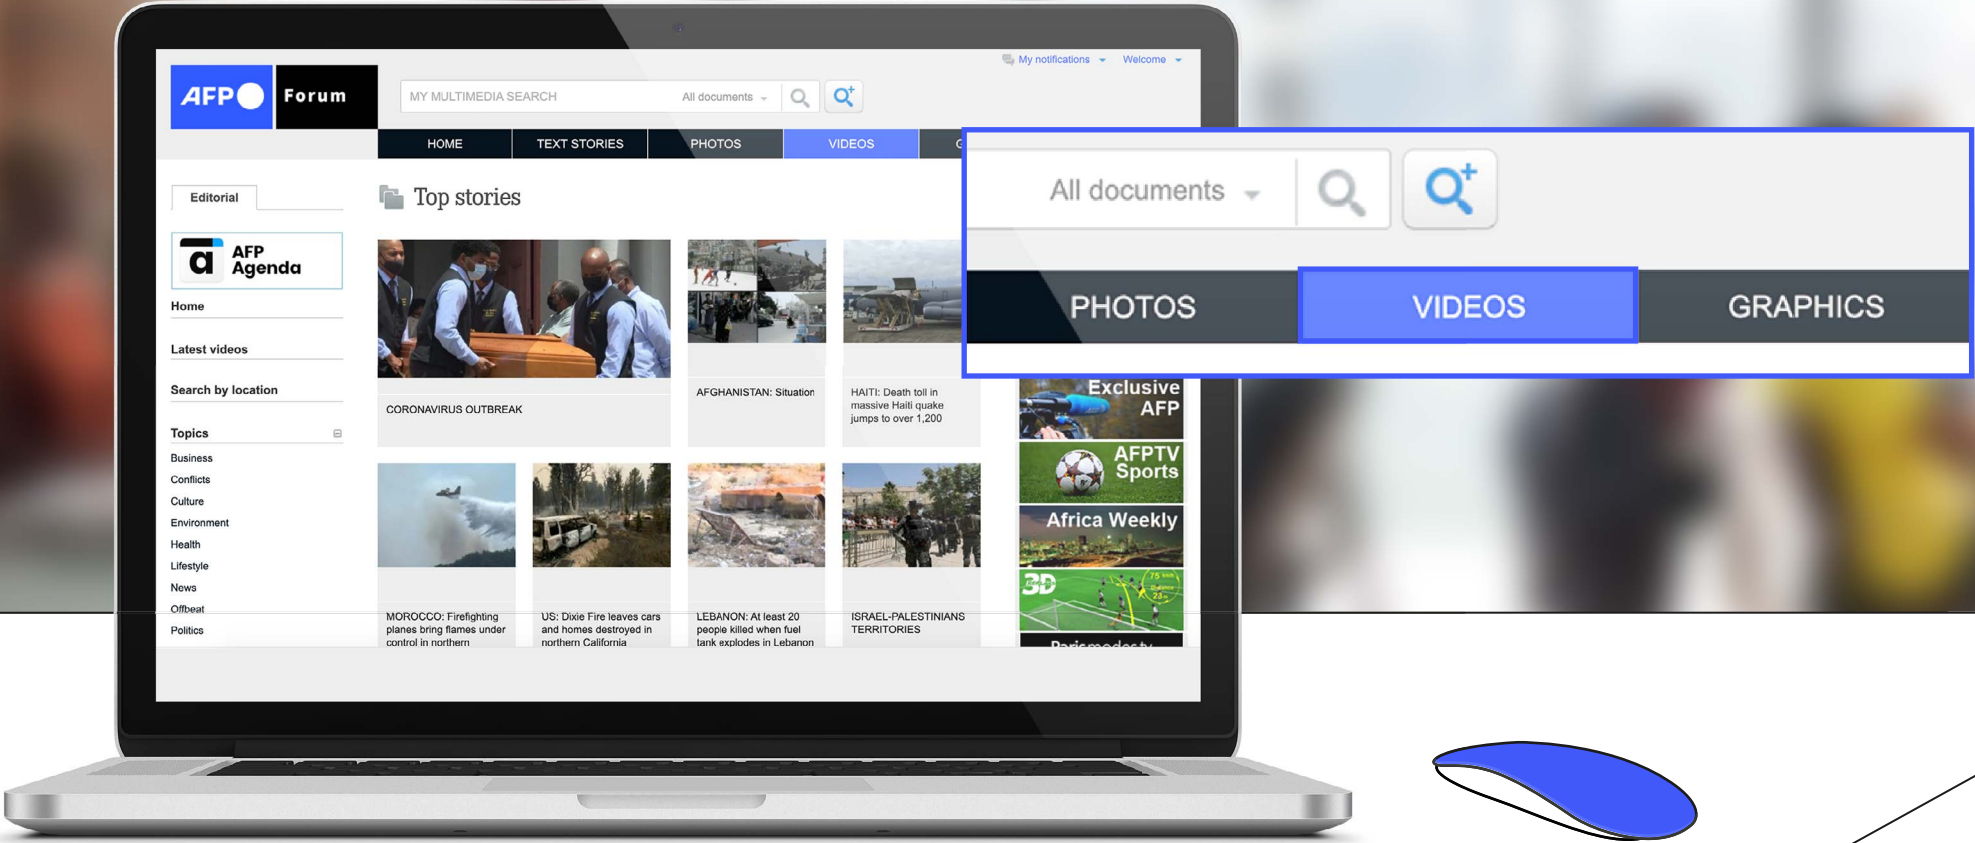 My notifications
Welcome
AFP Forum
MY MULTIMEDIA SEARCH
All documents
HOME
TEXT STORIES
PHOTOS
VIDEOS
G
All documents
PHOTOS
VIDEOS
GRAPHICS
Editorial
a AFP
Agenda
Home
Latest videos
Search by location
Topics
Business
Conflicts
Culture
Environment
Health
Lifestyle
News
Offbeat
Politics
Top stories
CORONAVIRUS OUTBREAK
AFGHANISTAN: Situation
HAITI: Death toll in
massive Haiti quake
jumps to over 1,200
MOROCCO: Firefighting
planes bring flames under
control in northern
US: Dixie Fire leaves cars
and homes destroyed in
northern California
LEBANON: At least 20
people killed when fuel
tank explodes in Lebanon
ISRAEL-PALESTINIANS
TERRITORIES
Exclusive
AFP
AFPTV
Sports
Africa Weekly
3D